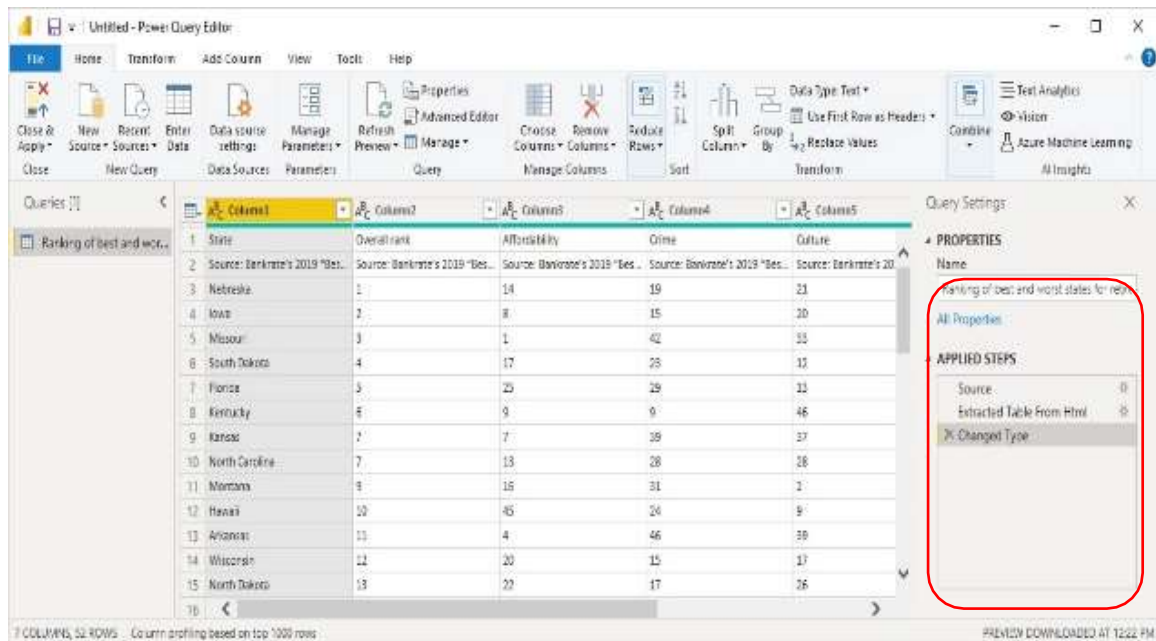 Untitled - Power Query Editor
File Home Transform Add Column View Tools Help
Close & Apply
New Source
Recent Sources
Enter Data
Data source settings
Manage Parameters
Refresh Preview
Properties
Advanced Editor
Manage
Choose Columns
Remove Columns
Reduce Rows
Split Column
Group By
Data Type: Text
Use First Row as Headers
Replace Values
Combine
Text Analytics
Vision
Azure Machine Learning
Close New Query Data Sources Parameters Query Manage Columns Sort Transform AI Insights
Queries [1]
Ranking of best and wor...
Column1 Column2 Column3 Column4 Column5
1 State Overall rank Affordability Crime Culture
2 Source: Bankrate's 2019 "Bes... Source: Bankrate's 2019 "Bes... Source: Bankrate's 2019 "Bes... Source: Bankrate's 2019 "Bes... Source: Bankrate's 20
3 Nebraska 1 14 19 21
4 Iowa 2 8 15 20
5 Missouri 3 1 42 33
6 South Dakota 4 17 23 12
7 Florida 5 25 29 13
8 Kentucky 6 9 9 46
9 Kansas 7 7 39 37
10 North Carolina 7 13 28 28
11 Montana 9 16 31 2
12 Hawaii 10 45 24 9
13 Arkansas 11 4 46 39
14 Wisconsin 12 20 15 17
15 North Dakota 13 22 17 26
16
Query Settings
PROPERTIES
Name
Ranking of best and worst states for retire
All Properties
APPLIED STEPS
Source
Extracted Table From Html
Changed Type
7 COLUMNS, 52 ROWS Column profiling based on top 1000 rows
PREVIEW DOWNLOADED AT 12:22 PM